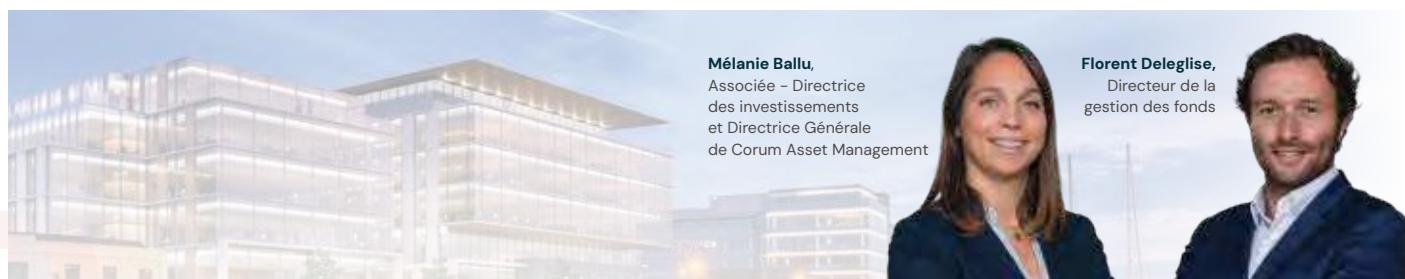 Mélanie Ballu,
Associée – Directrice
des investissements
et Directrice Générale
de Corum Asset Management
Florent Deleglise,
Directeur de la
gestion des fonds